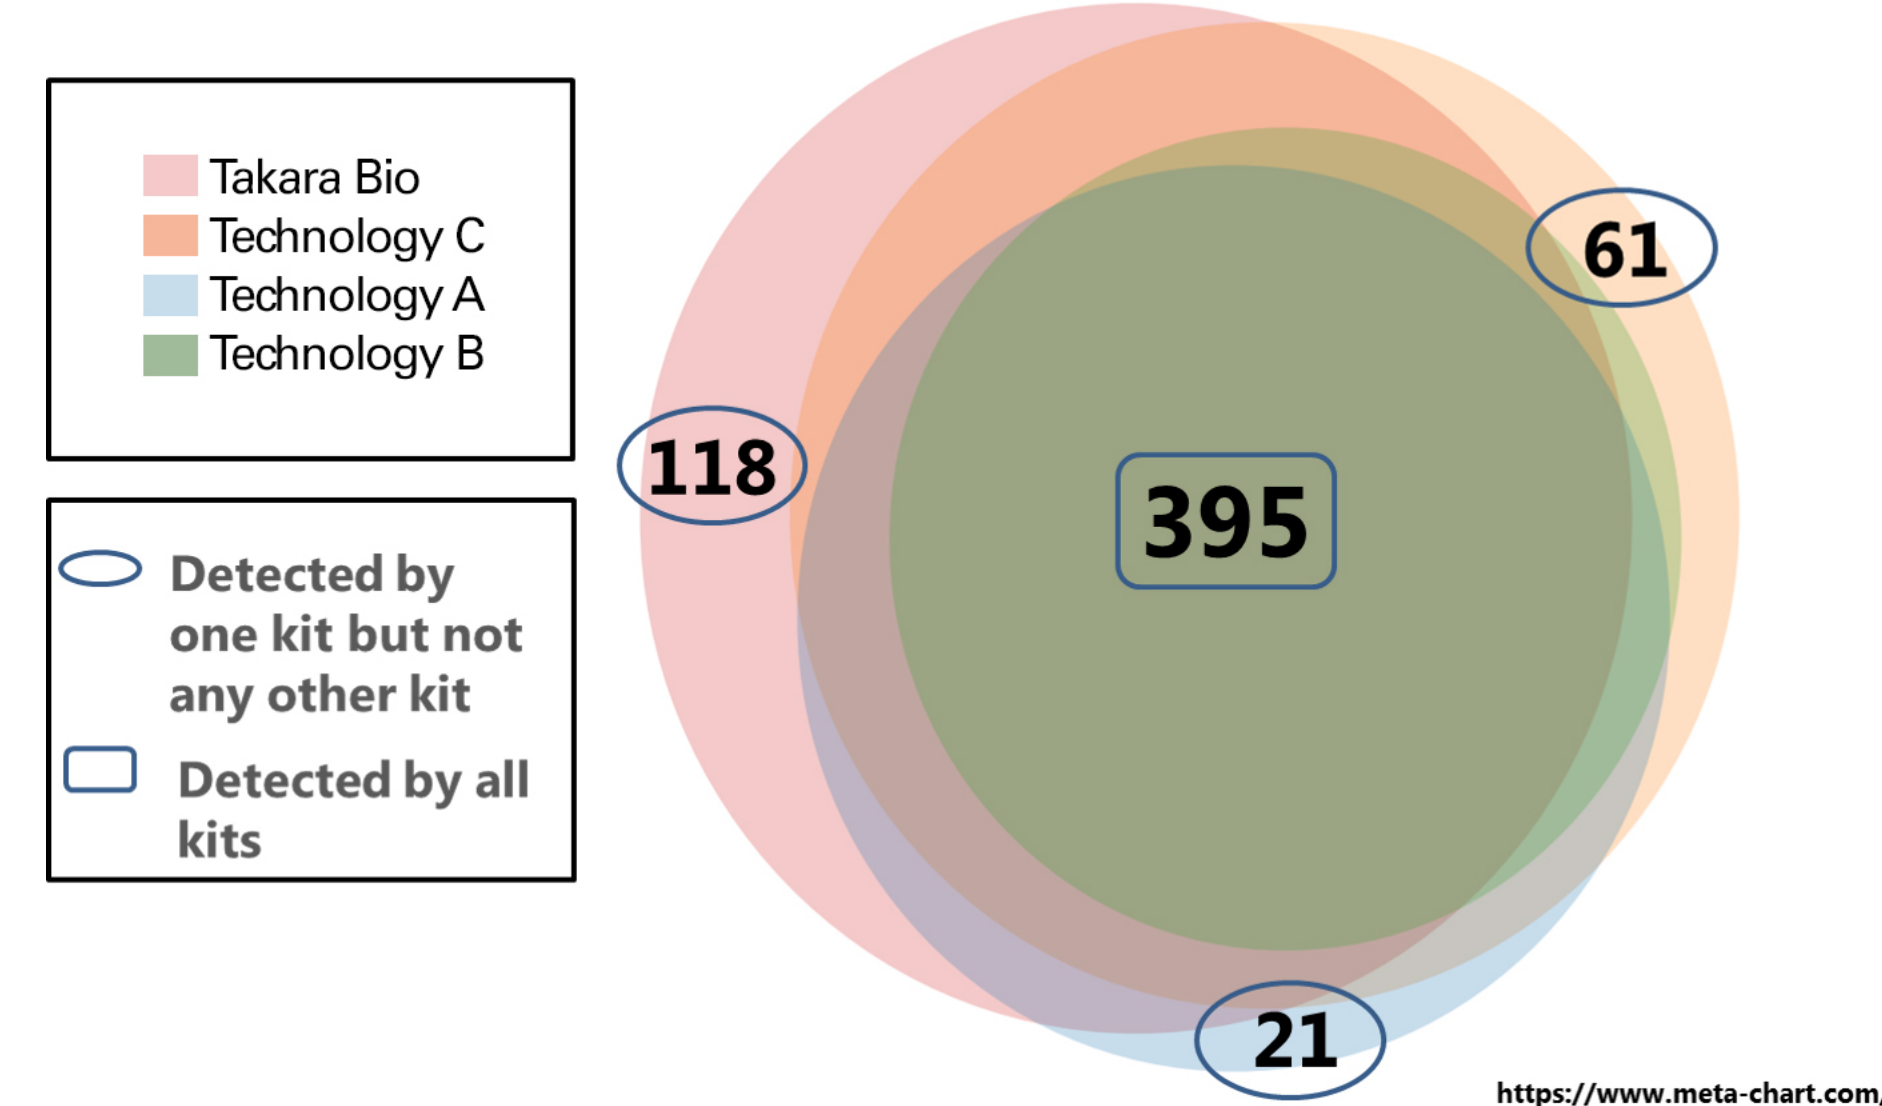 Takara Bio
Technology C
Technology A
Technology B
Detected by
one kit but not
any other kit
Detected by all
kits
61
118
395
21
https://www.meta-chart.com/